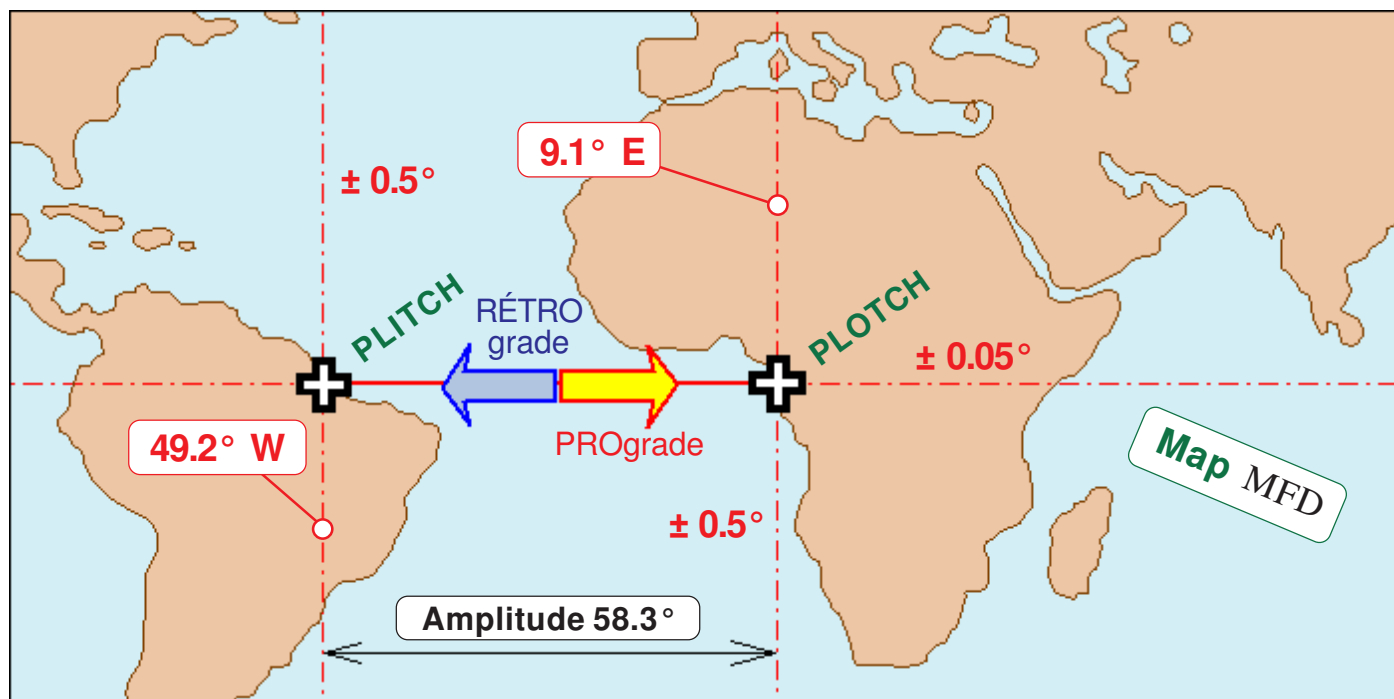 9.1° E
± 0.5°
PLITCH
RÉTRO
grade
PLOTCH
± 0.05°
49.2° W
PROgrade
Map MFD
± 0.5°
Amplitude 58.3°